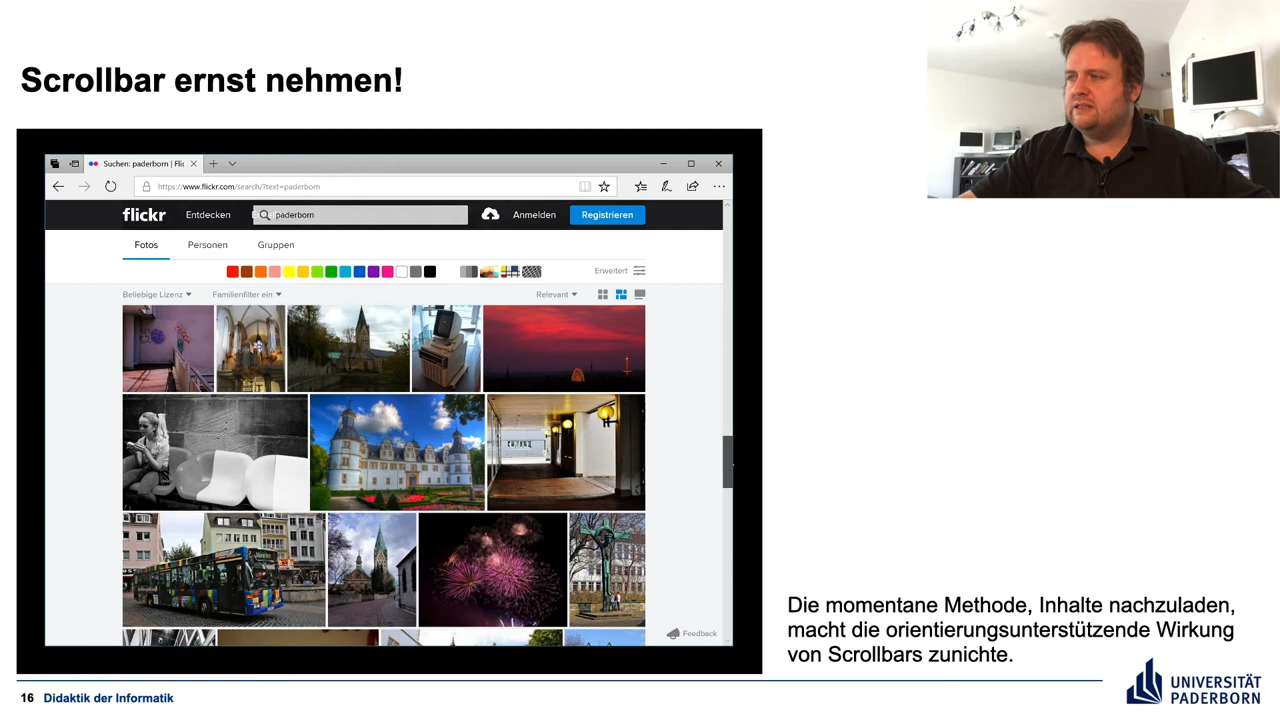 Scrollbar ernst nehmen!
Suchen: paderborn | Flic
https://www.flickr.com/search/?text=paderborn
flickr Entdecken paderborn Anmelden Registrieren
Fotos Personen Gruppen
Erweitert
Beliebige Lizenz Familienfilter ein Relevant
Feedback
Die momentane Methode, Inhalte nachzuladen,
macht die orientierungsunterstützende Wirkung
von Scrollbars zunichte.
16 Didaktik der Informatik
UNIVERSITÄT
PADERBORN